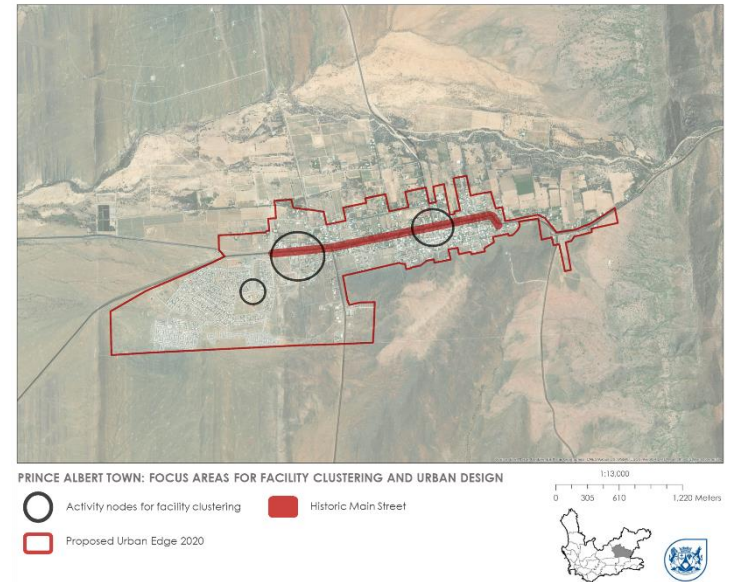 PRINCE ALBERT TOWN: FOCUS AREAS FOR FACILITY CLUSTERING AND URBAN DESIGN
Activity nodes for facility clustering
Historic Main Street
Proposed Urban Edge 2020
1:13,000
0 305 610 1,220 Meters